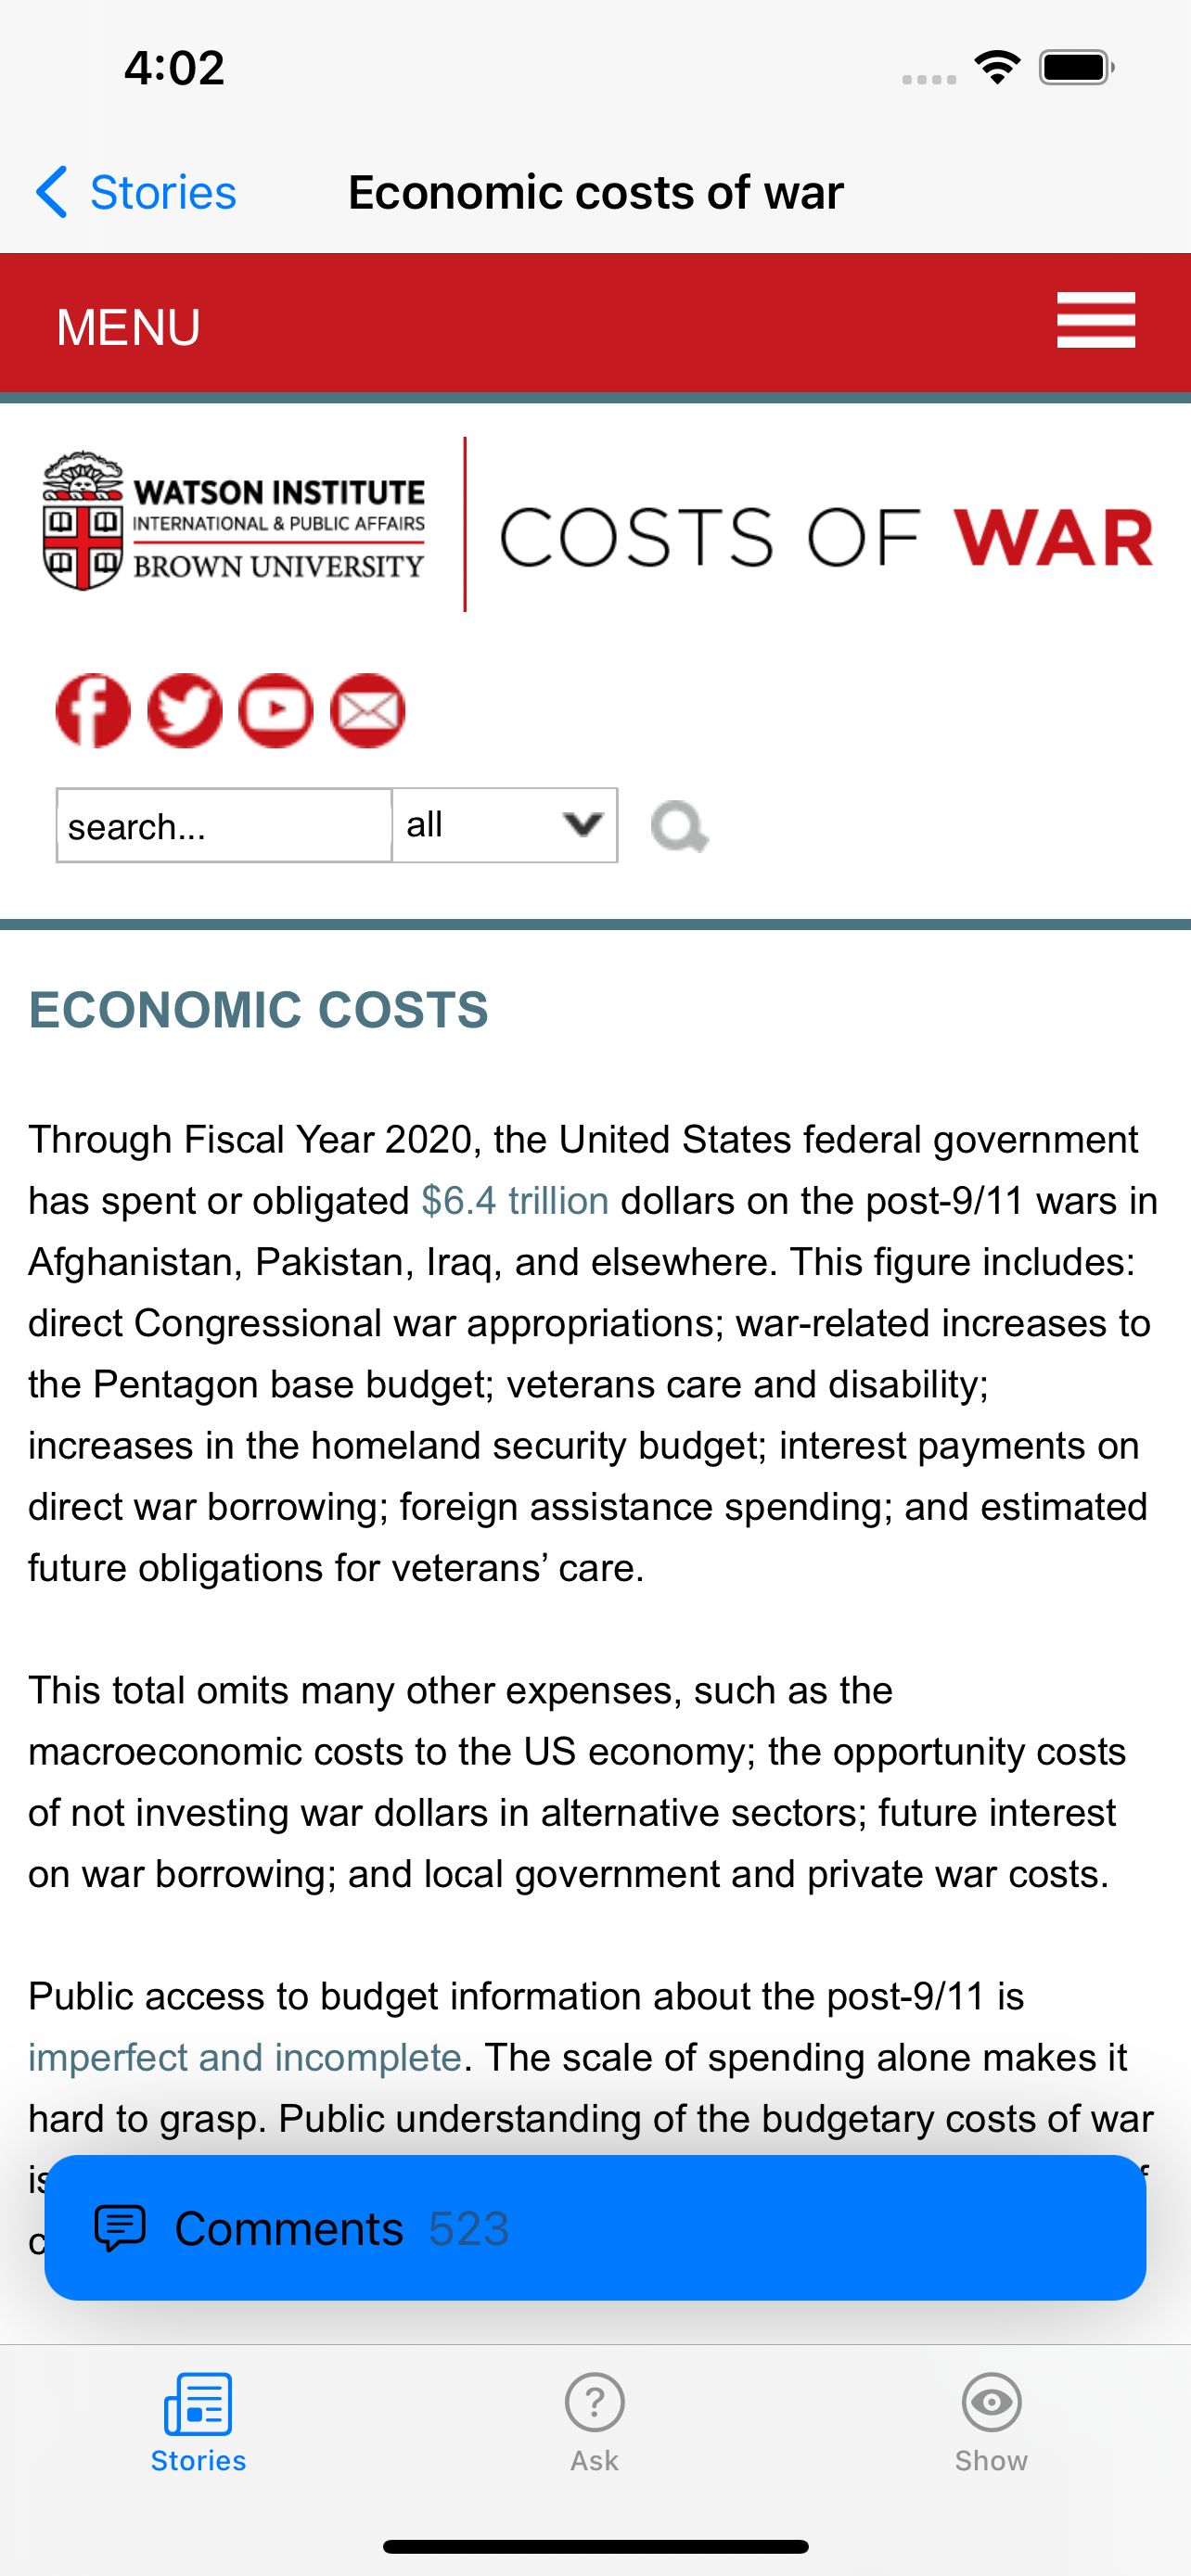 4:02
Stories
Economic costs of war
MENU
WATSON INSTITUTE
INTERNATIONAL & PUBLIC AFFAIRS
BROWN UNIVERSITY
COSTS OF WAR
search...
all
ECONOMIC COSTS
Through Fiscal Year 2020, the United States federal government
has spent or obligated $6.4 trillion dollars on the post-9/11 wars in
Afghanistan, Pakistan, Iraq, and elsewhere. This figure includes:
direct Congressional war appropriations; war-related increases to
the Pentagon base budget; veterans care and disability;
increases in the homeland security budget; interest payments on
direct war borrowing; foreign assistance spending; and estimated
future obligations for veterans’ care.
This total omits many other expenses, such as the
macroeconomic costs to the US economy; the opportunity costs
of not investing war dollars in alternative sectors; future interest
on war borrowing; and local government and private war costs.
Public access to budget information about the post-9/11 is
imperfect and incomplete. The scale of spending alone makes it
hard to grasp. Public understanding of the budgetary costs of war
is
Comments 523
Stories
Ask
Show